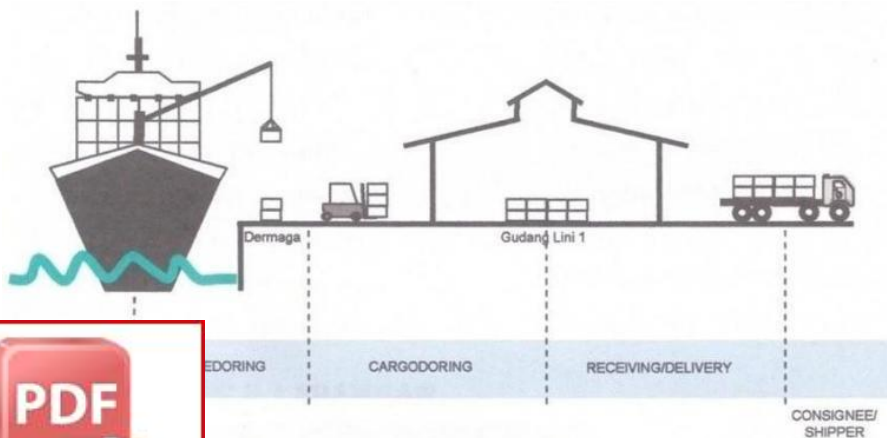 Dermaga
Gudang Lini 1
EDORING
CARGODORING
RECEIVING/DELIVERY
CONSIGNEE/
SHIPPER
PDF